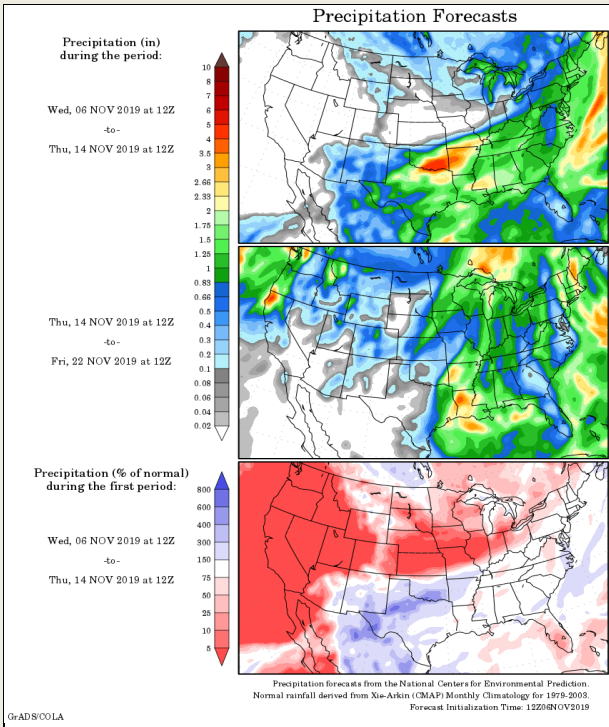 Precipitation Forecasts
Precipitation (in)
during the period:
Wed, 06 NOV 2019 at 12Z
-to-
Thu, 14 NOV 2019 at 12Z
10
8
7
6
5
4
3.5
3
2.66
2.33
2
1.75
1.5
1.25
1
0.83
0.66
0.5
0.4
0.3
0.2
0.1
0.08
0.06
0.04
0.02
Thu, 14 NOV 2019 at 12Z
-to-
Fri, 22 NOV 2019 at 12Z
Precipitation (% of normal)
during the first period:
Wed, 06 NOV 2019 at 12Z
-to-
Thu, 14 NOV 2019 at 12Z
800
600
400
300
150
75
50
25
10
5
Precipitation forecasts from the National Centers for Environmental Prediction.
Normal rainfall derived from Xie-Arkin (CMAP) Monthly Climatology for 1979-2003.
Forecast Initialization Time: 12Z06NOV2019
GrADS/COLA